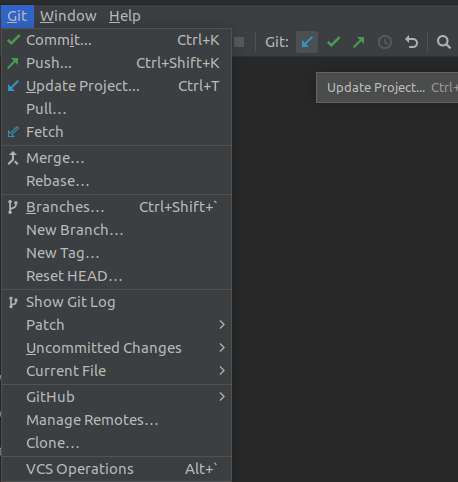 Git Window Help
Commit... Ctrl+K
Git:
Push... Ctrl+Shift+K
Update Project... Ctrl+T
Update Project... Ctrl+
Pull...
Fetch
Merge...
Rebase...
Branches... Ctrl+Shift+`
New Branch...
New Tag...
Reset HEAD...
Show Git Log
Patch
Uncommitted Changes
Current File
GitHub
Manage Remotes...
Clone...
VCS Operations Alt+`